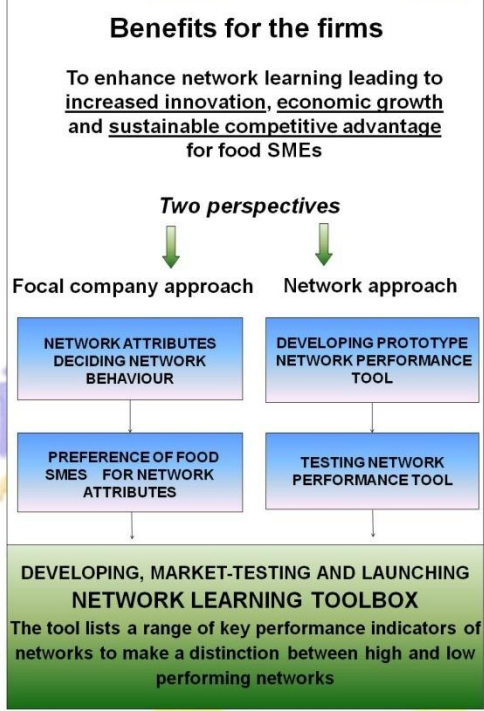 Benefits for the firms
To enhance network learning leading to
increased innovation, economic growth
and sustainable competitive advantage
for food SMEs
Two perspectives
Focal company approach
Network approach
NETWORK ATTRIBUTES
DECIDING NETWORK
BEHAVIOUR
DEVELOPING PROTOTYPE
NETWORK PERFORMANCE
TOOL
PREFERENCE OF FOOD
SMES FOR NETWORK
ATTRIBUTES
TESTING NETWORK
PERFORMANCE TOOL
DEVELOPING, MARKET-TESTING AND LAUNCHING
NETWORK LEARNING TOOLBOX
The tool lists a range of key performance indicators of
networks to make a distinction between high and low
performing networks